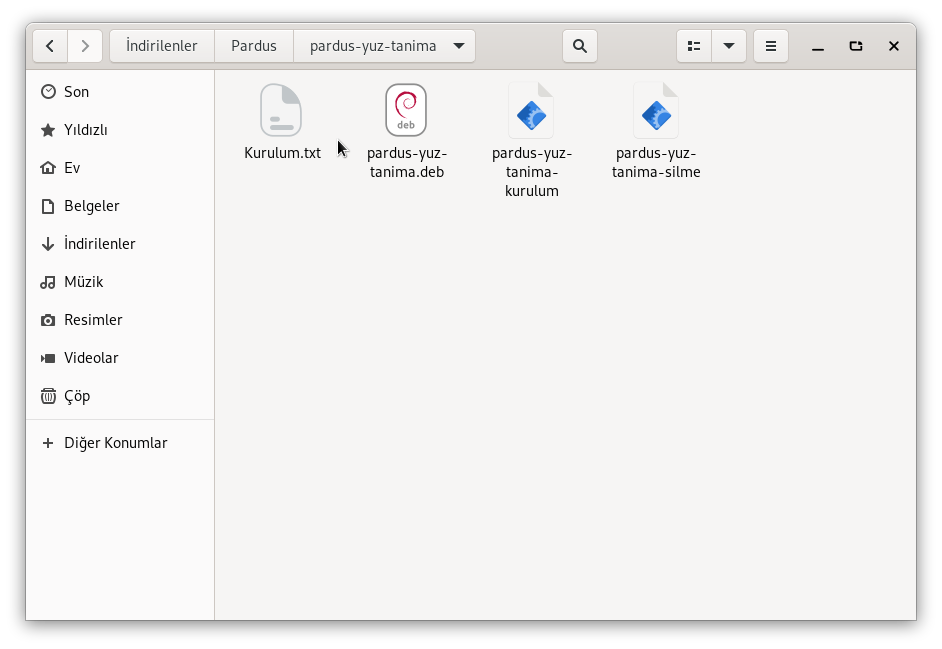 İndirilenler Pardus pardus-yuz-tanima
Son
Yıldızlı
Ev
Belgeler
İndirilenler
Müzik
Resimler
Videolar
Çöp
Diğer Konumlar
deb
Kurulum.txt
pardus-yuz-
tanima.deb
pardus-yuz-
tanima-
kurulum
pardus-yuz-
tanima-silme